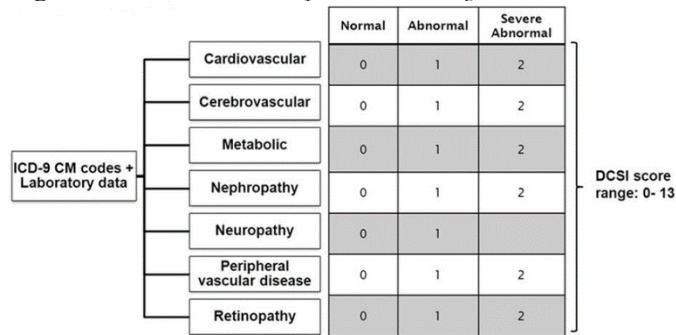 Normal Abnormal Severe
Abnormal
Cardiovascular 0 1 2
Cerebrovascular 0 1 2
Metabolic 0 1 2
ICD-9 CM codes +
Laboratory data
Nephropathy 0 1 2
DCSI score
range: 0- 13
Neuropathy 0 1
Peripheral
vascular disease 0 1 2
Retinopathy 0 1 2